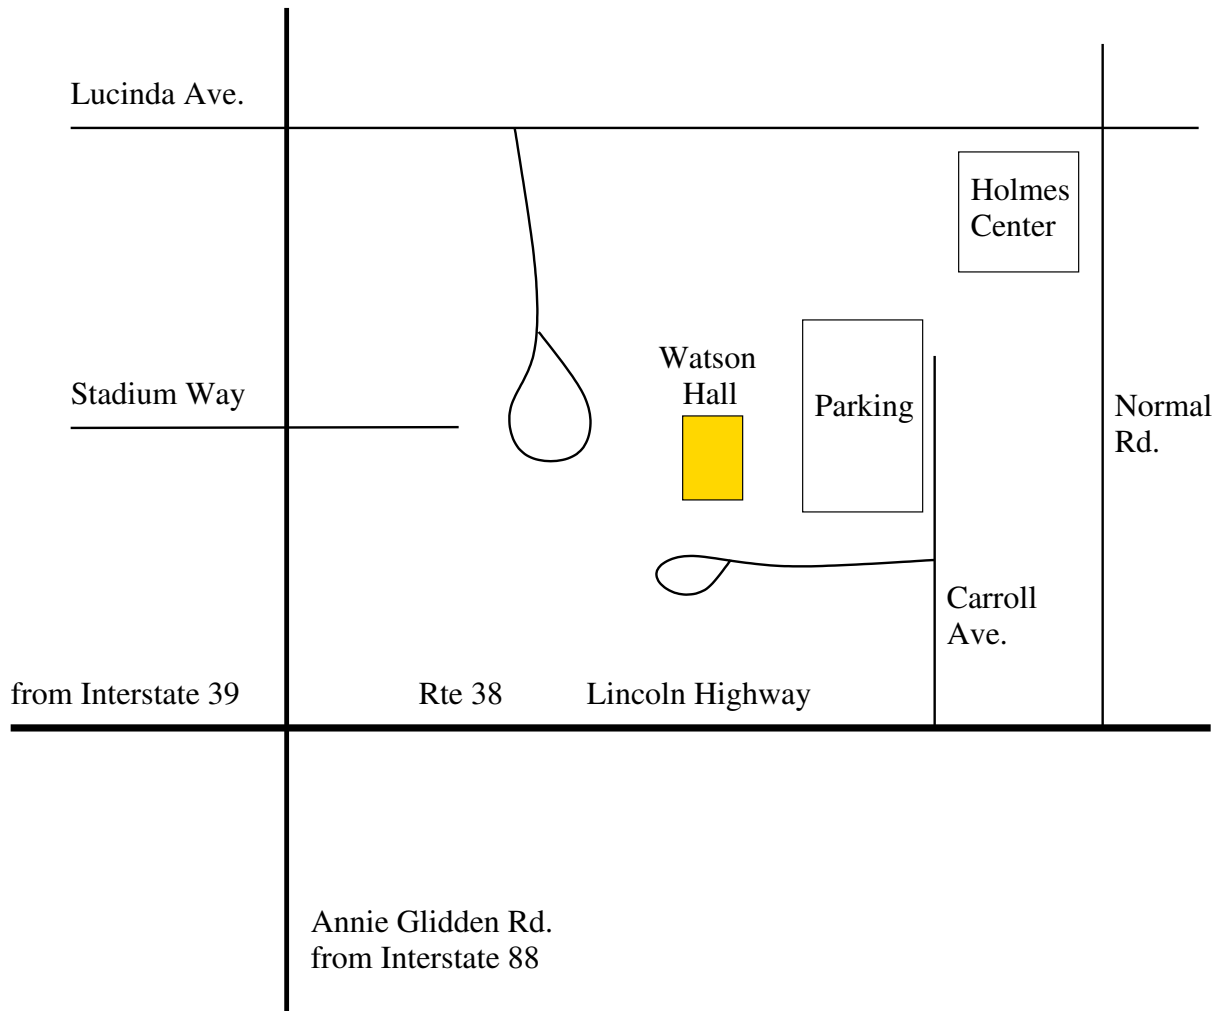 Lucinda Ave.
Holmes
Center
Watson
Hall
Stadium Way
Parking
Normal
Rd.
Carroll
Ave.
from Interstate 39
Rte 38
Lincoln Highway
Annie Glidden Rd.
from Interstate 88